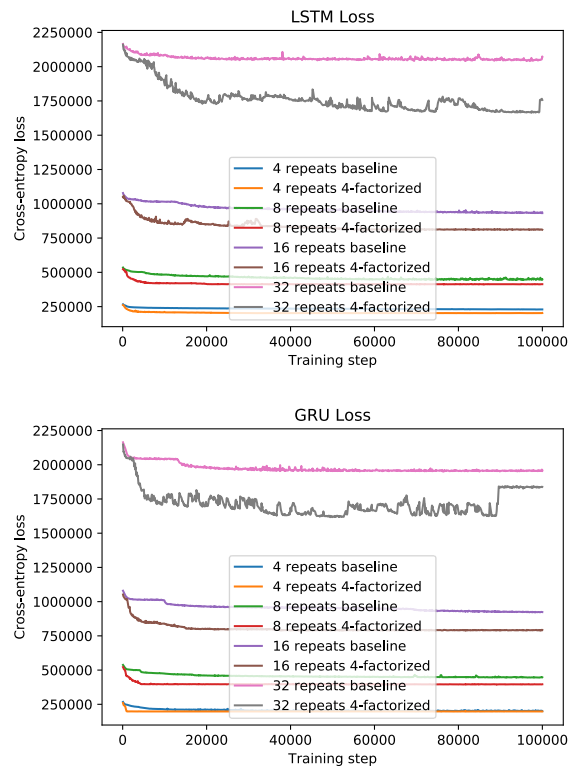 LSTM Loss
2250000
2000000
1750000
1500000
1250000
1000000
750000
500000
250000
Cross-entropy loss
4 repeats baseline
4 repeats 4-factorized
8 repeats baseline
8 repeats 4-factorized
16 repeats baseline
16 repeats 4-factorized
32 repeats baseline
32 repeats 4-factorized
0 20000 40000 60000 80000 100000
Training step
GRU Loss
2250000
2000000
1750000
1500000
1250000
1000000
750000
500000
250000
Cross-entropy loss
4 repeats baseline
4 repeats 4-factorized
8 repeats baseline
8 repeats 4-factorized
16 repeats baseline
16 repeats 4-factorized
32 repeats baseline
32 repeats 4-factorized
0 20000 40000 60000 80000 100000
Training step